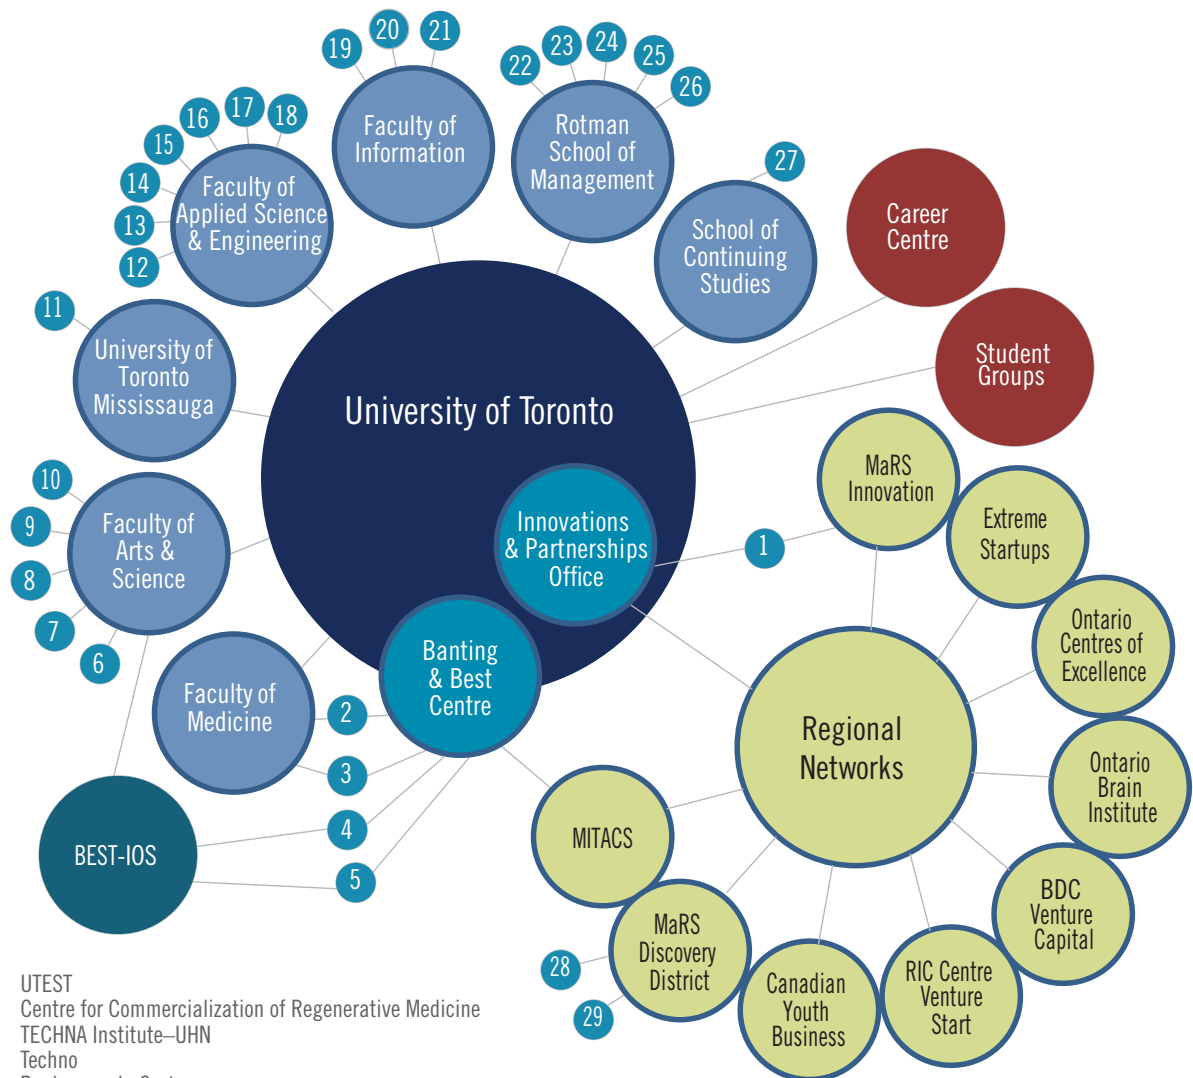 19
20
21
22
23
24
25
26
15
16
17
18
14
13
12
27
11
Faculty of
Information
Rotman
School of
Management
Faculty of
Applied Science
& Engineering
School of
Continuing
Studies
Career
Centre
Student
Groups
University of
Toronto
Mississauga
University of Toronto
Innovations
& Partnerships
Office
1
MaRS
Innovation
Extreme
Startups
Ontario
Centres of
Excellence
10
9
8
7
6
Faculty of
Arts &
Science
Faculty of
Medicine
Banting
& Best
Centre
2
3
4
5
BEST-IOS
Regional
Networks
Ontario
Brain
Institute
MITACS
BDC
Venture
Capital
MaRS
Discovery
District
28
29
Canadian
Youth
Business
RIC Centre
Venture
Start
UTEST
Centre for Commercialization of Regenerative Medicine
TECHNA Institute–UHN
Techno